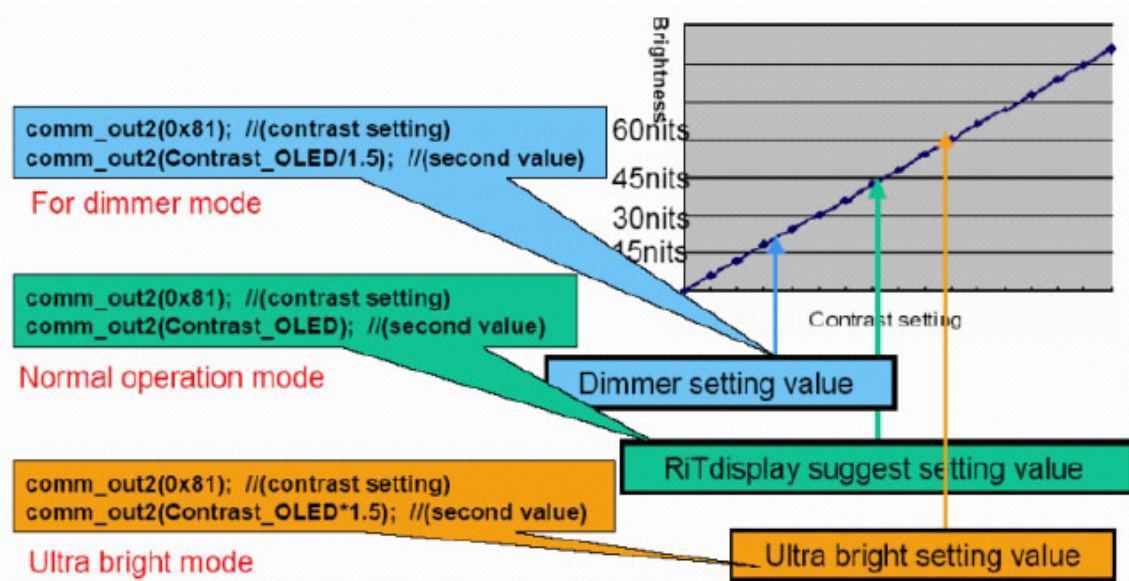 Brightness
comm_out2(0x81); //(contrast setting)
comm_out2(Contrast_OLED/1.5); //(second value)
For dimmer mode
60nits
45nits
30nits
15nits
Contrast setting
comm_out2(0x81); //(contrast setting)
comm_out2(Contrast_OLED); //(second value)
Normal operation mode
Dimmer setting value
RiTdisplay suggest setting value
comm_out2(0x81); //(contrast setting)
comm_out2(Contrast_OLED*1.5); //(second value)
Ultra bright mode
Ultra bright setting value